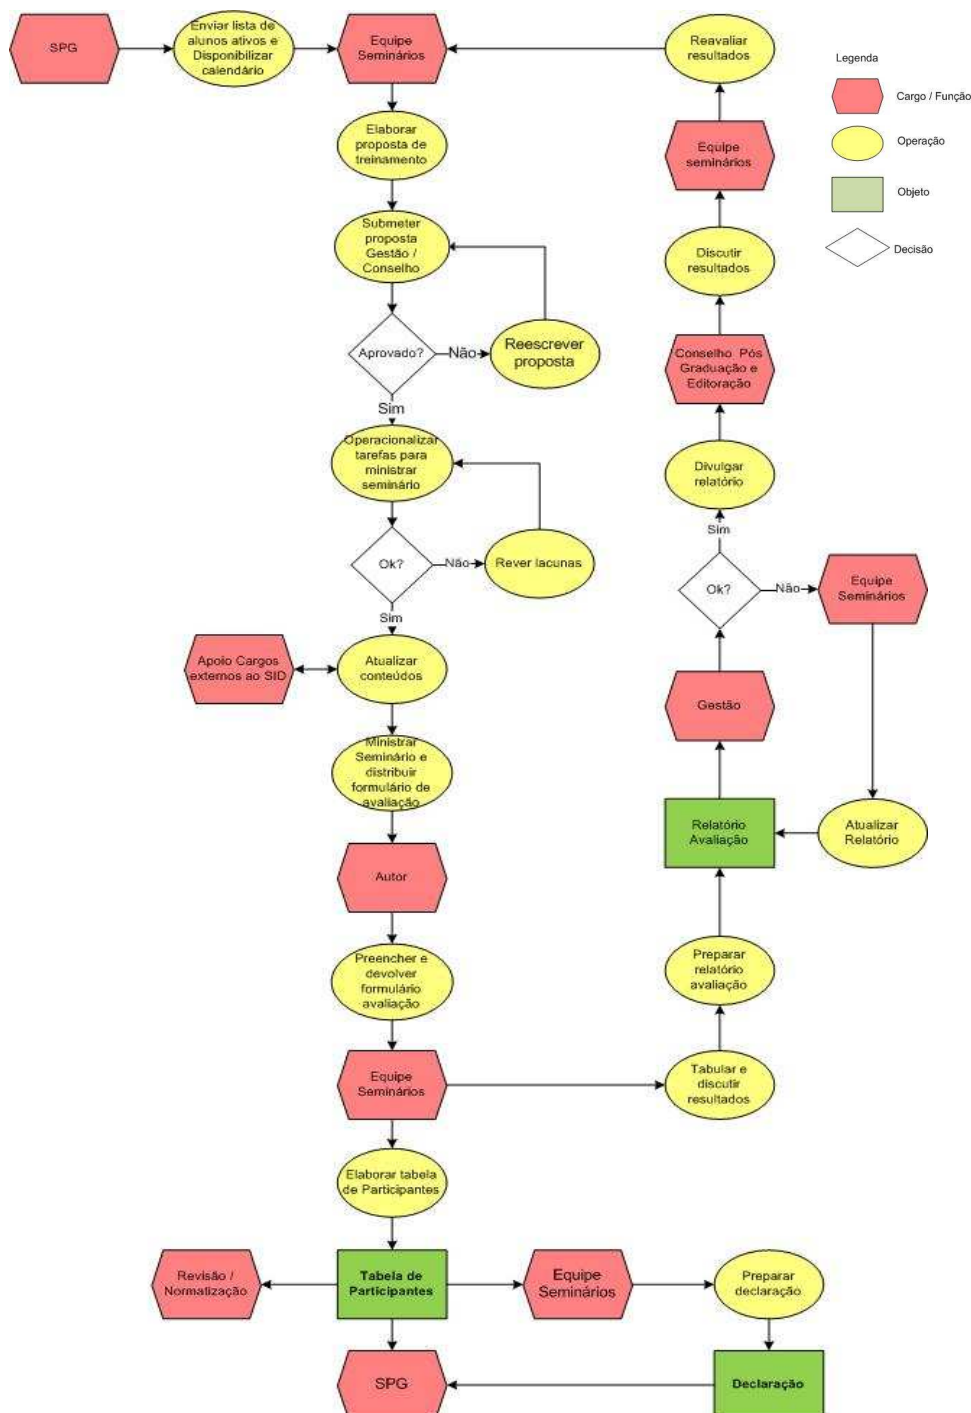 SPG
Enviar lista de
alunos ativos e
Disponibilizar
calendário
Equipe
Seminários
Reavaliar
resultados
Legenda
Cargo / Função
Operação
Objeto
Decisão
Elaborar
proposta de
treinamento
Equipe
seminários
Submeter
proposta
Gestão /
Conselho
Discutir
resultados
Aprovado?
Não
Reescrever
proposta
Sim
Conselho Pós
Graduação e
Editoração
Operacionalizar
tarefas para
ministrar
seminário
Divulgar
relatório
Ok?
Não
Rever lacunas
Sim
Sim
Ok?
Não
Equipe
Seminários
Apoio Cargos
externos ao SID
Atualizar
conteúdos
Gestão
Ministrar
Seminário e
distribuir
formulário de
avaliação
Relatório
Avaliação
Atualizar
Relatório
Autor
Preencher e
devolver
formulário
avaliação
Preparar
relatório
avaliação
Equipe
Seminários
Tabular e
discutir
resultados
Elaborar tabela
de Participantes
Revisão /
Normatização
Tabela de
Participantes
Equipe
Seminários
Preparar
declaração
SPG
Declaração